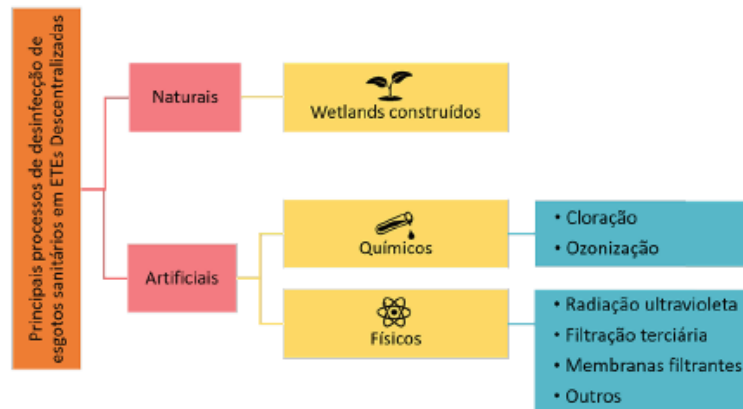 Principais processos de desinfecção de
esgotos sanitários em ETEs Descentralizadas
Naturais
Wetlands construídos
Artificiais
Químicos
• Cloração
• Ozonização
Físicos
• Radiação ultravioleta
• Filtração terciária
• Membranas filtrantes
• Outros